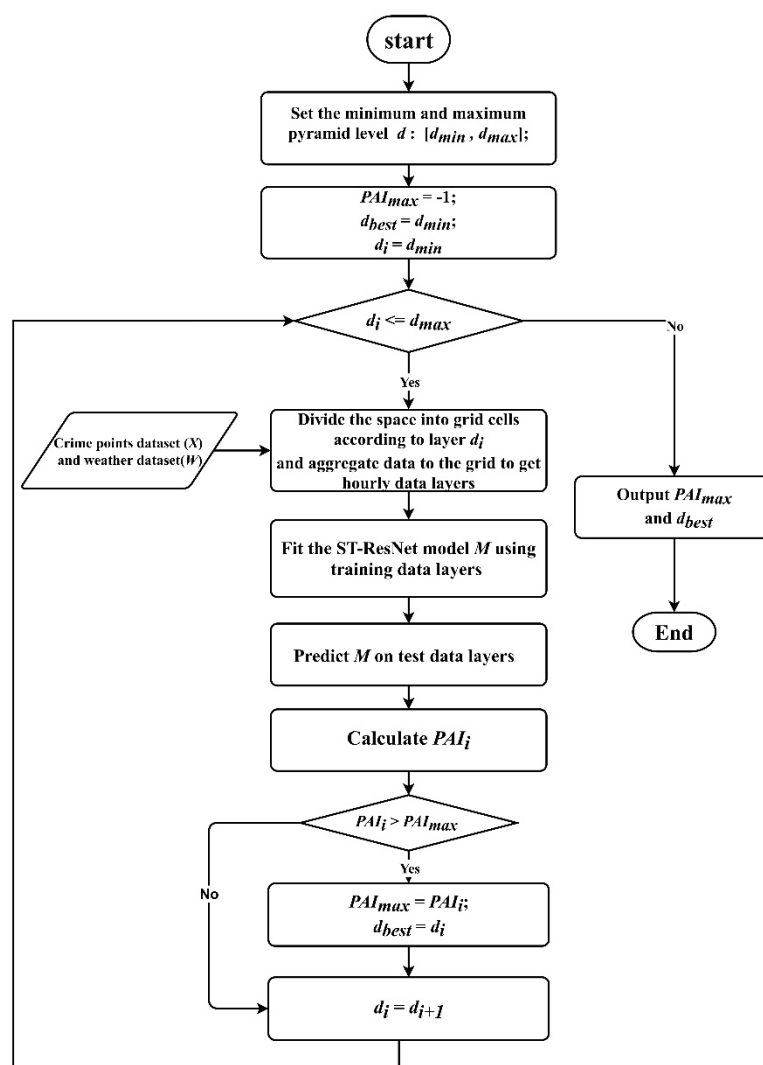 start
Set the minimum and maximum
pyramid level d : [dmin , dmax];
PAImax = -1;
dbest = dmin;
di = dmin
di <= dmax
No
Yes
Crime points dataset (X)
and weather dataset(W)
Divide the space into grid cells
according to layer di
and aggregate data to the grid to get
hourly data layers
Output PAImax
and dbest
Fit the ST-ResNet model M using
training data layers
End
Predict M on test data layers
Calculate PAIi
PAIi > PAImax
Yes
No
PAImax = PAIi;
dbest = di
di = di+1